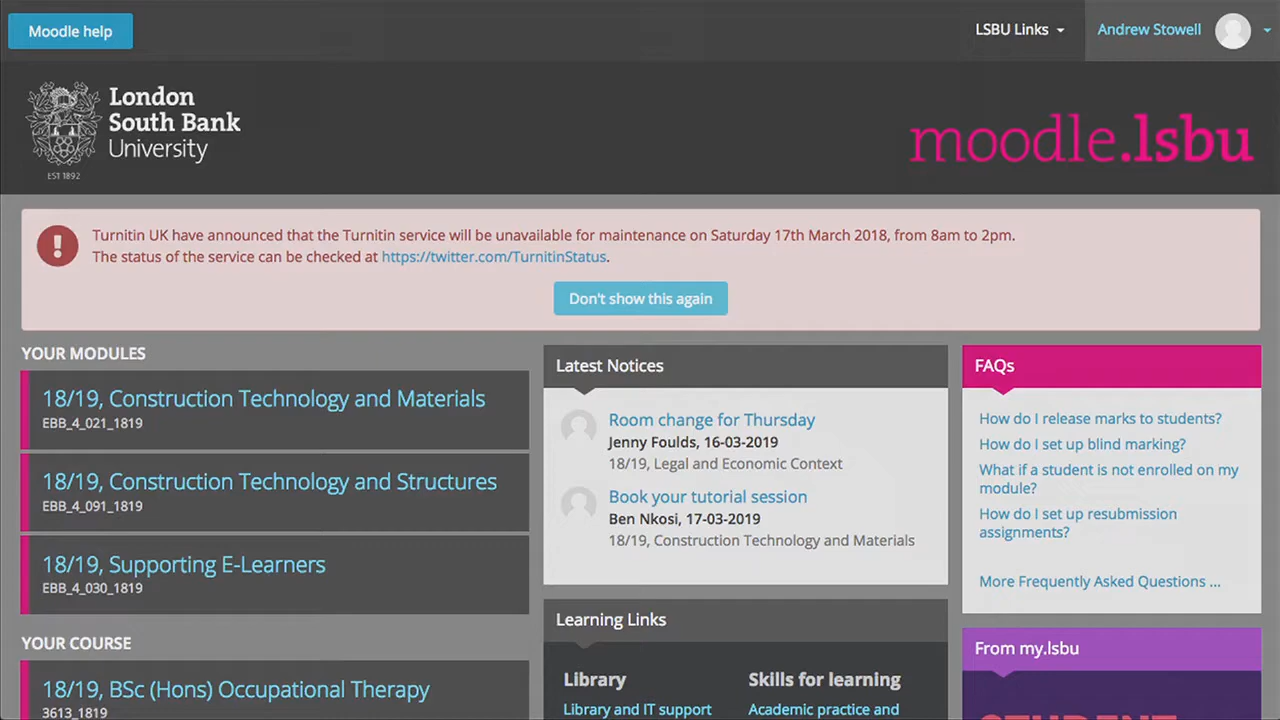 Moodle help
LSBU Links
Andrew Stowell
London
South Bank
University
EST 1892
moodle.lsbu
Turnitin UK have announced that the Turnitin service will be unavailable for maintenance on Saturday 17th March 2018, from 8am to 2pm.
The status of the service can be checked at https://twitter.com/TurnitinStatus.
Don't show this again
YOUR MODULES
18/19, Construction Technology and Materials
EBB_4_021_1819
18/19, Construction Technology and Structures
EBB_4_091_1819
18/19, Supporting E-Learners
EBB_4_030_1819
YOUR COURSE
18/19, BSc (Hons) Occupational Therapy
3613_1819
Latest Notices
Room change for Thursday
Jenny Foulds, 16-03-2019
18/19, Legal and Economic Context
Book your tutorial session
Ben Nkosi, 17-03-2019
18/19, Construction Technology and Materials
Learning Links
Library
Library and IT support
Skills for learning
Academic practice and
FAQs
How do I release marks to students?
How do I set up blind marking?
What if a student is not enrolled on my
module?
How do I set up resubmission
assignments?
More Frequently Asked Questions ...
From my.lsbu
STUDENT